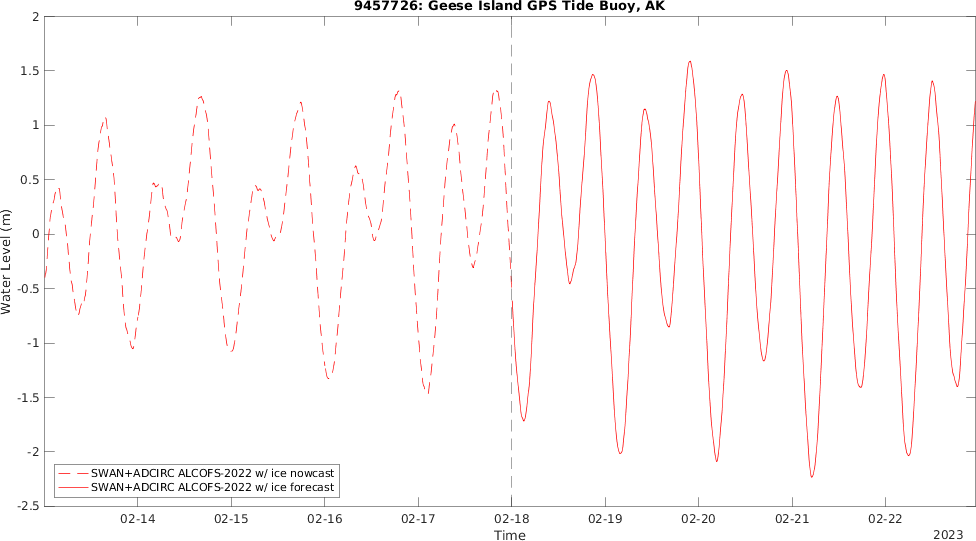 9457726: Geese Island GPS Tide Buoy, AK
2
1.5
1
0.5
0
-0.5
-1
-1.5
-2
-2.5
Water Level (m)
SWAN+ADCIRC ALCOFS-2022 w/ ice nowcast
SWAN+ADCIRC ALCOFS-2022 w/ ice forecast
02-14 02-15 02-16 02-17 02-18 02-19 02-20 02-21 02-22
Time
2023